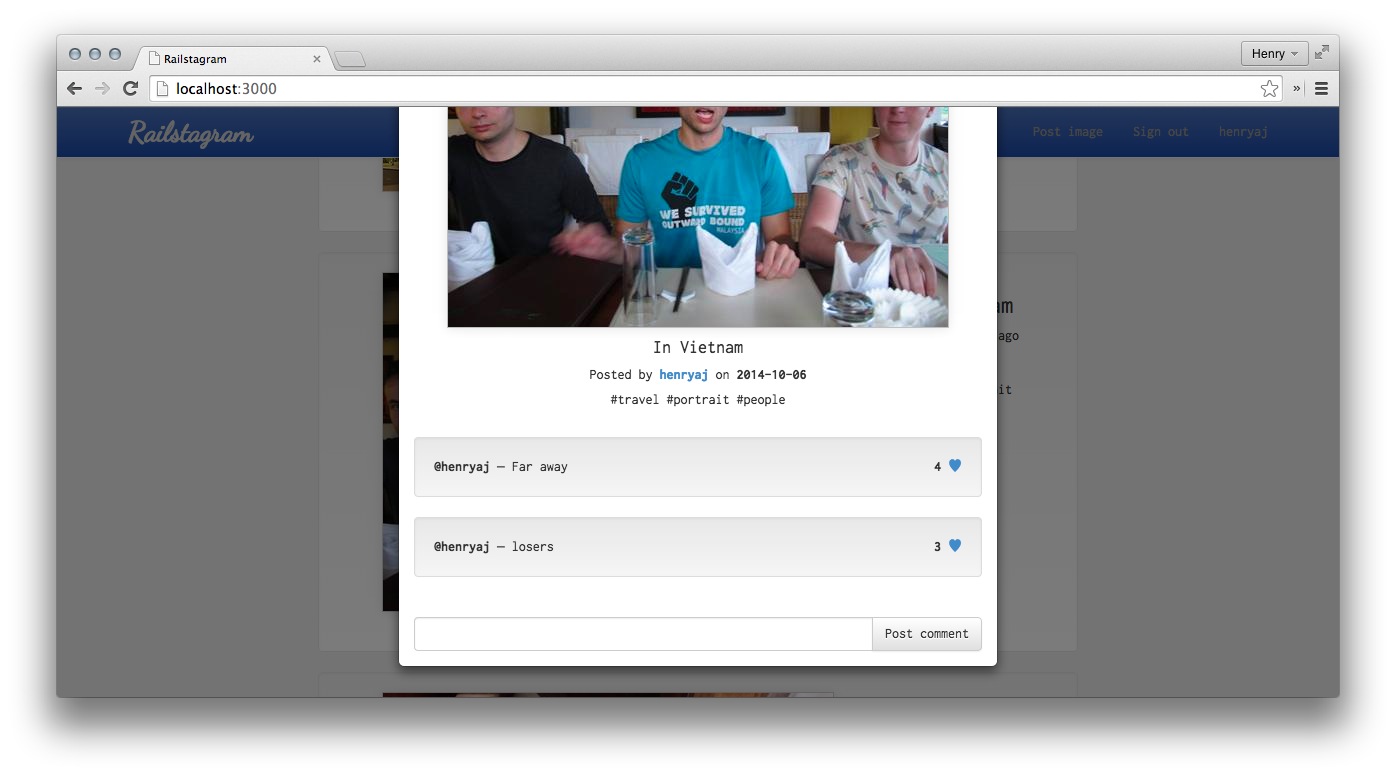 Railstagram
Henry
localhost:3000
»
Railstagram
Post image
Sign out
henryaj
WE SURVIVED
OUTWARD BOUND
MALAYSIA
am
ago
it
In Vietnam
Posted by henryaj on 2014-10-06
#travel #portrait #people
@henryaj — Far away
4
@henryaj — losers
3
Post comment